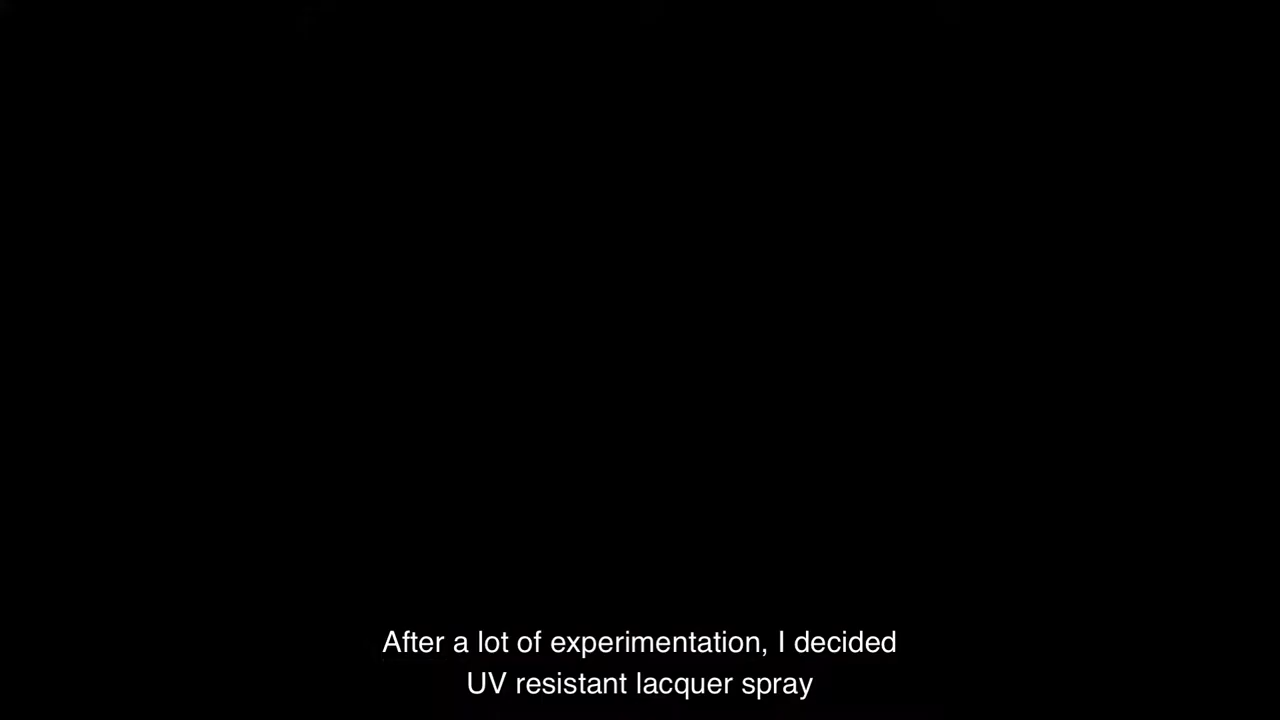 After a lot of experimentation, I decided
UV resistant lacquer spray